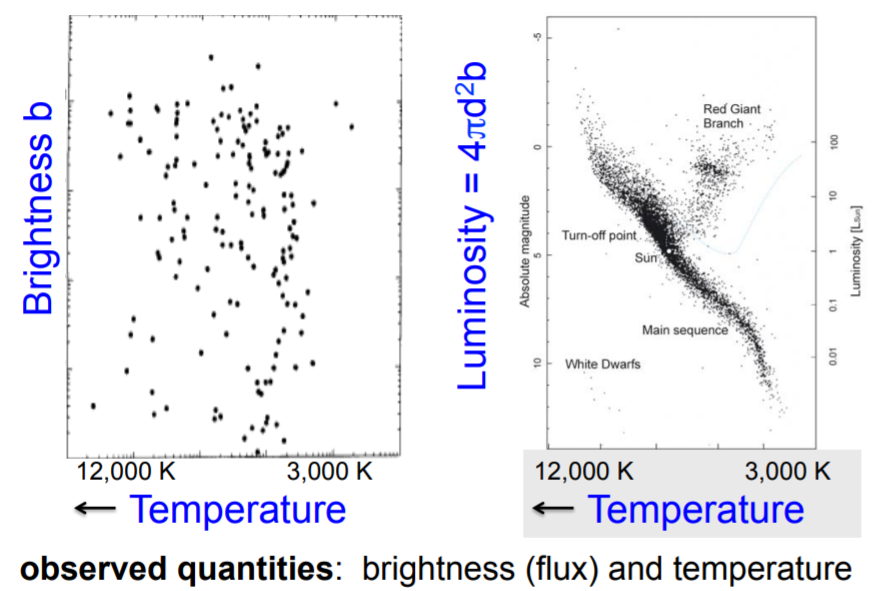 Brightness b
12,000 K
3,000 K
← Temperature
Luminosity = 4πd²b
Absolute magnitude
-5
0
5
10
Red Giant
Branch
Turn-off point
Sun
Main sequence
White Dwarfs
100
10
1
0.1
0.01
Luminosity [LSun]
12,000 K
3,000 K
← Temperature
observed quantities: brightness (flux) and temperature